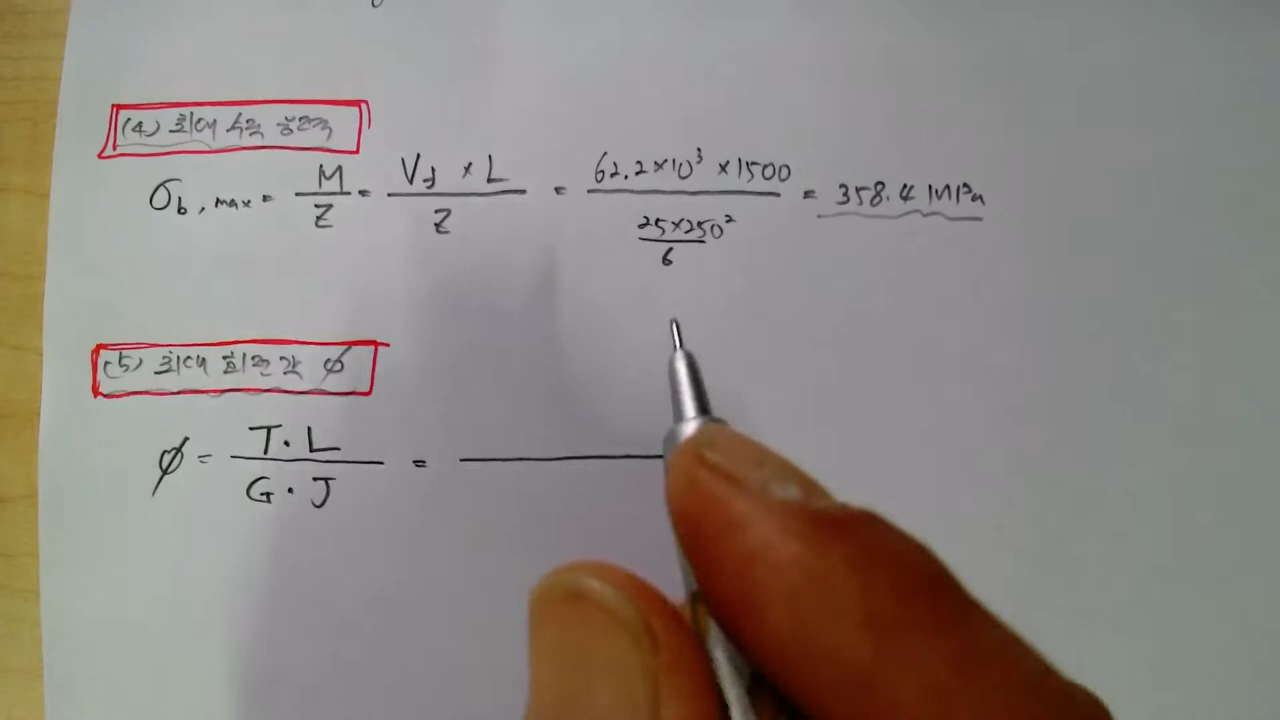 (4) 최대 수직 응력
σb, max = M/Z = Vd × L / Z = 62.2×10³ ×1500 / (25×250² / 6) = 358.4 MPa
(5) 최대 회전각 ∅
∅ = T·L / G·J =